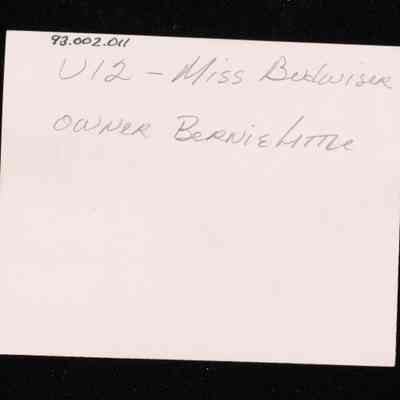 93.002.011
U12 - Miss Budwiser
OWNER BERNIE LITTLE